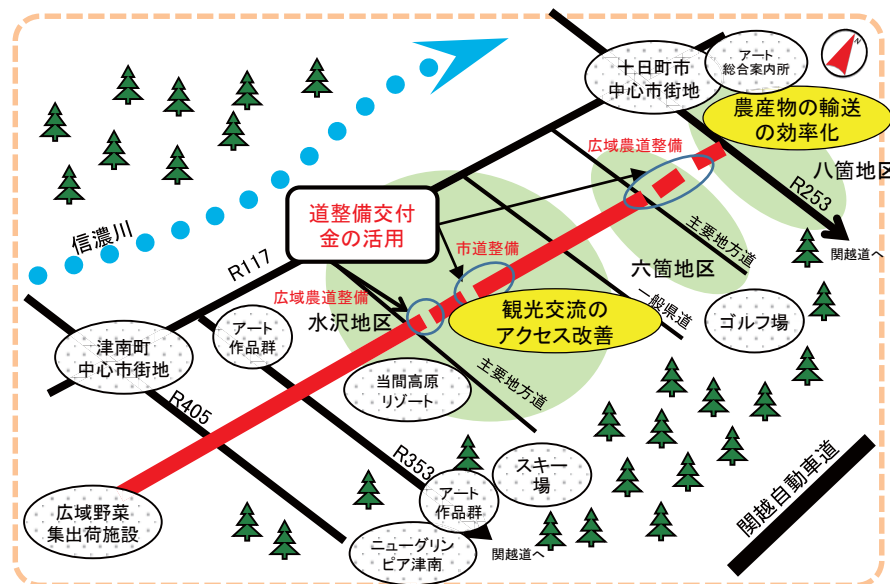 十日町市
中心市街地
アート
総合案内所
N
農産物の輸送
の効率化
広域農道整備
八箇地区
R253
道整備交付
金の活用
信濃川
市道整備
主要地方道
関越道へ
R117
六箇地区
広域農道整備
一般県道
観光交流の
アクセス改善
水沢地区
ゴルフ場
アート
作品群
津南町
中心市街地
当間高原
リゾート
主要地方道
R405
R353
スキー
場
アート
作品群
関越自動車道
広域野菜
集出荷施設
ニューグリン
ピア津南
関越道へ